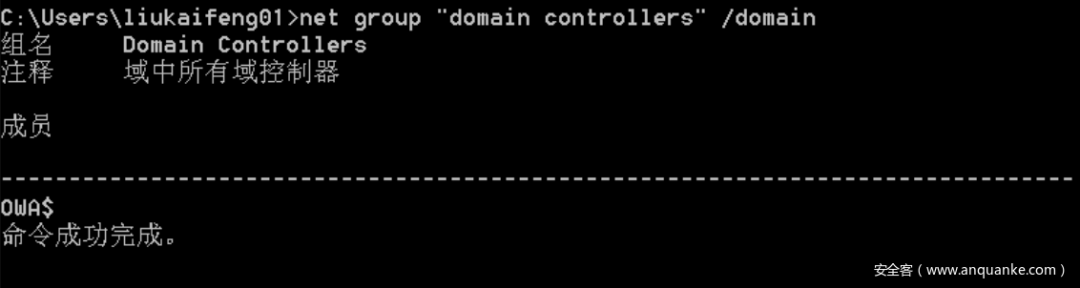 C:\Users\liukaifeng01>net group "domain controllers" /domain
组名 Domain Controllers
注释 域中所有域控制器
成员
-------------------------------------------------------------------------------
OWA$
命令成功完成。
安全客（www.anquanke.com）